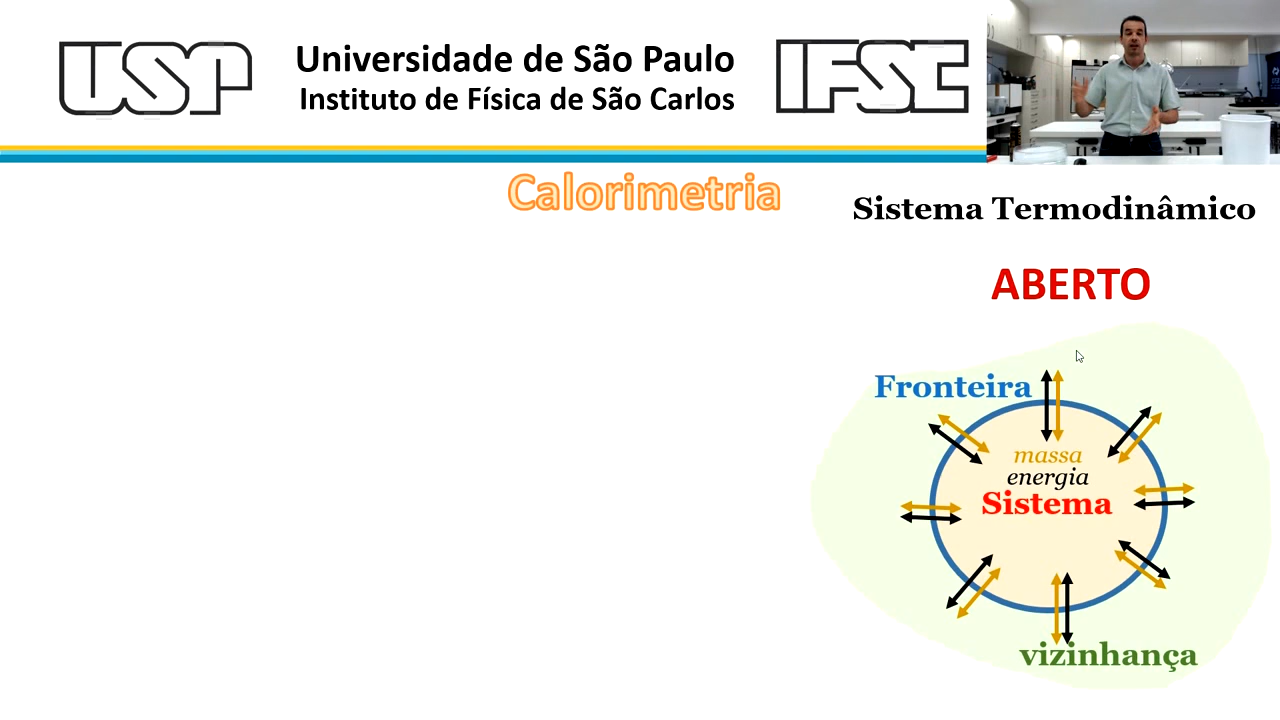 USP
Universidade de São Paulo
Instituto de Física de São Carlos
IFSC
Calorimetria
Sistema Termodinâmico
ABERTO
Fronteira
massa
energia
Sistema
vizinhança